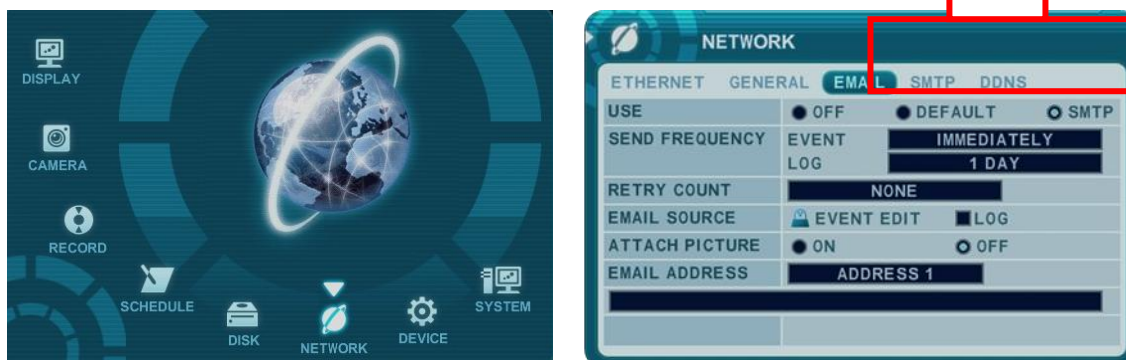 DISPLAY
CAMERA
RECORD
SCHEDULE
DISK
NETWORK
DEVICE
SYSTEM
NETWORK
ETHERNET GENERAL EMAIL SMTP DDNS
USE OFF DEFAULT SMTP
SEND FREQUENCY EVENT IMMEDIATELY
LOG 1 DAY
RETRY COUNT NONE
EMAIL SOURCE EVENT EDIT LOG
ATTACH PICTURE ON OFF
EMAIL ADDRESS ADDRESS 1